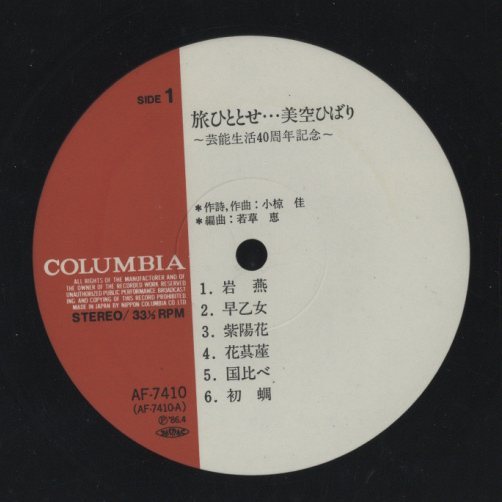 SIDE 1
旅ひととせ…美空ひばり
～芸能生活40周年記念～
*作詩,作曲：小椋 佳
*編曲：若草 恵
COLUMBIA
ALL RIGHTS OF THE MANUFACTURER AND OF
THE OWNER OF THE RECORDED WORK RESERVED
UNAUTHORIZED PUBLIC PERFORMANCE BROADCAST
ING AND COPYING OF THIS RECORD PROHIBITED.
MADE IN JAPAN BY NIPPON COLUMBIA CO. LTD
STEREO/33⅓ RPM
1. 岩 燕
2. 早乙女
3. 紫陽花
4. 花茣蓙
5. 国比べ
6. 初 蜩
AF-7410
(AF-7410-A)
Ⓟ'86.4